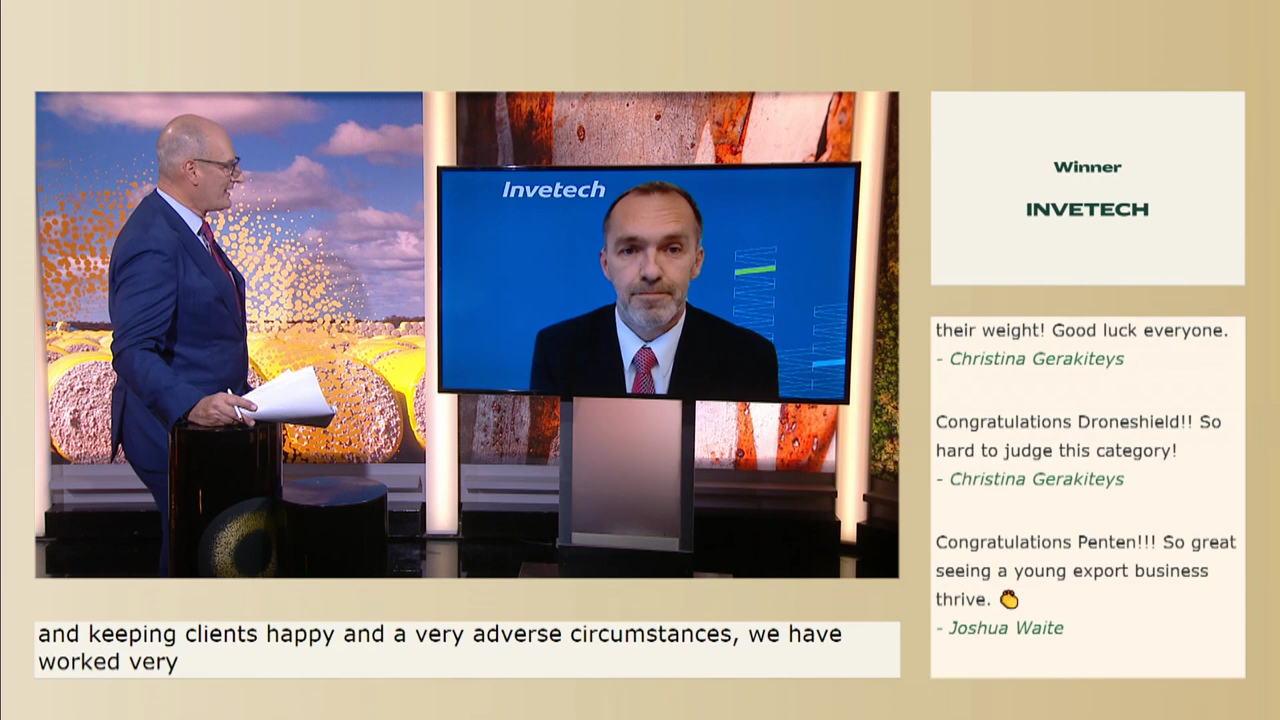 Invetech
and keeping clients happy and a very adverse circumstances, we have
worked very
Winner
INVETECH
their weight! Good luck everyone.
- Christina Gerakiteys
Congratulations Droneshield!! So
hard to judge this category!
- Christina Gerakiteys
Congratulations Penten!!! So great
seeing a young export business
thrive. 👏
- Joshua Waite